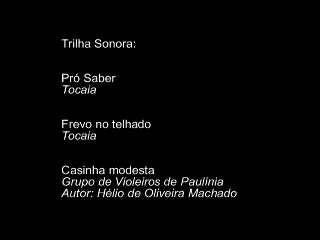 Trilha Sonora:
Pró Saber
Tocaia
Frevo no telhado
Tocaia
Casinha modesta
Grupo de Violeiros de Paulínia
Autor: Hélio de Oliveira Machado